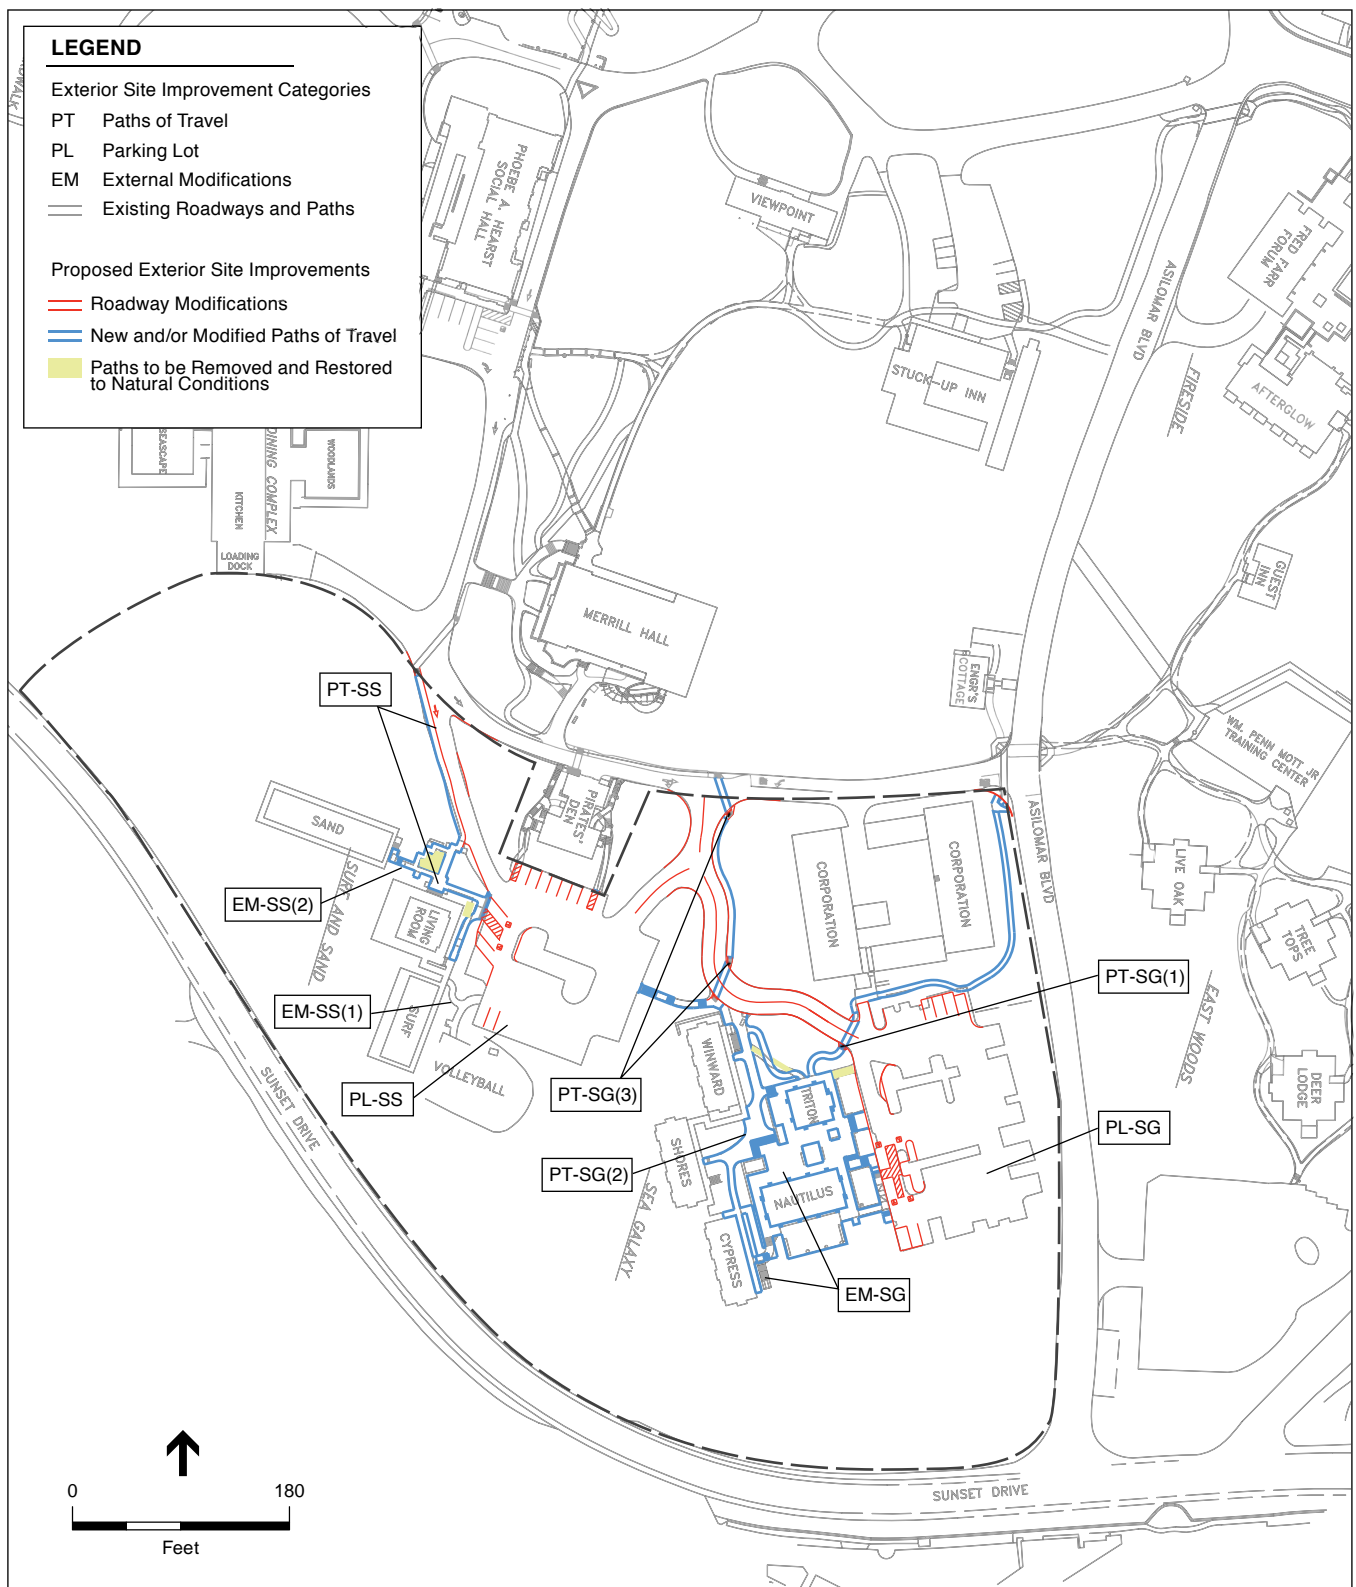 LEGEND
Exterior Site Improvement Categories
PT Paths of Travel
PL Parking Lot
EM External Modifications
Existing Roadways and Paths
Proposed Exterior Site Improvements
Roadway Modifications
New and/or Modified Paths of Travel
Paths to be Removed and Restored
to Natural Conditions
PHOEBE A. HEARST
SOCIAL HALL
VIEWPOINT
FRED FARR
FORUM
ASILOMAR BLVD
STUCK-UP INN
FIRESIDE
AFTERGLOW
SEASCAPE
KITCHEN
DINING COMPLEX
WOODLANDS
LOADING
DOCK
GUEST
INN
MERRILL HALL
ENGR'S
COTTAGE
PT-SS
WM. PENN MOTT JR
TRAINING CENTER
SAND
PIRATES'
DEN
ASILOMAR BLVD
CORPORATION
CORPORATION
LIVE OAK
SURF AND SAND
EM-SS(2)
LIVING
ROOM
TREE
TOPS
PT-SG(1)
EM-SS(1)
SURF
EAST WOODS
VOLLEYBALL
WINWARD
PL-SS
PT-SG(3)
TRITON
DEER
LODGE
SUNSET DRIVE
PL-SG
SHORES
PT-SG(2)
NAUTILUS
SEA GALAXY
CYPRESS
EM-SG
0 180
Feet
SUNSET DRIVE